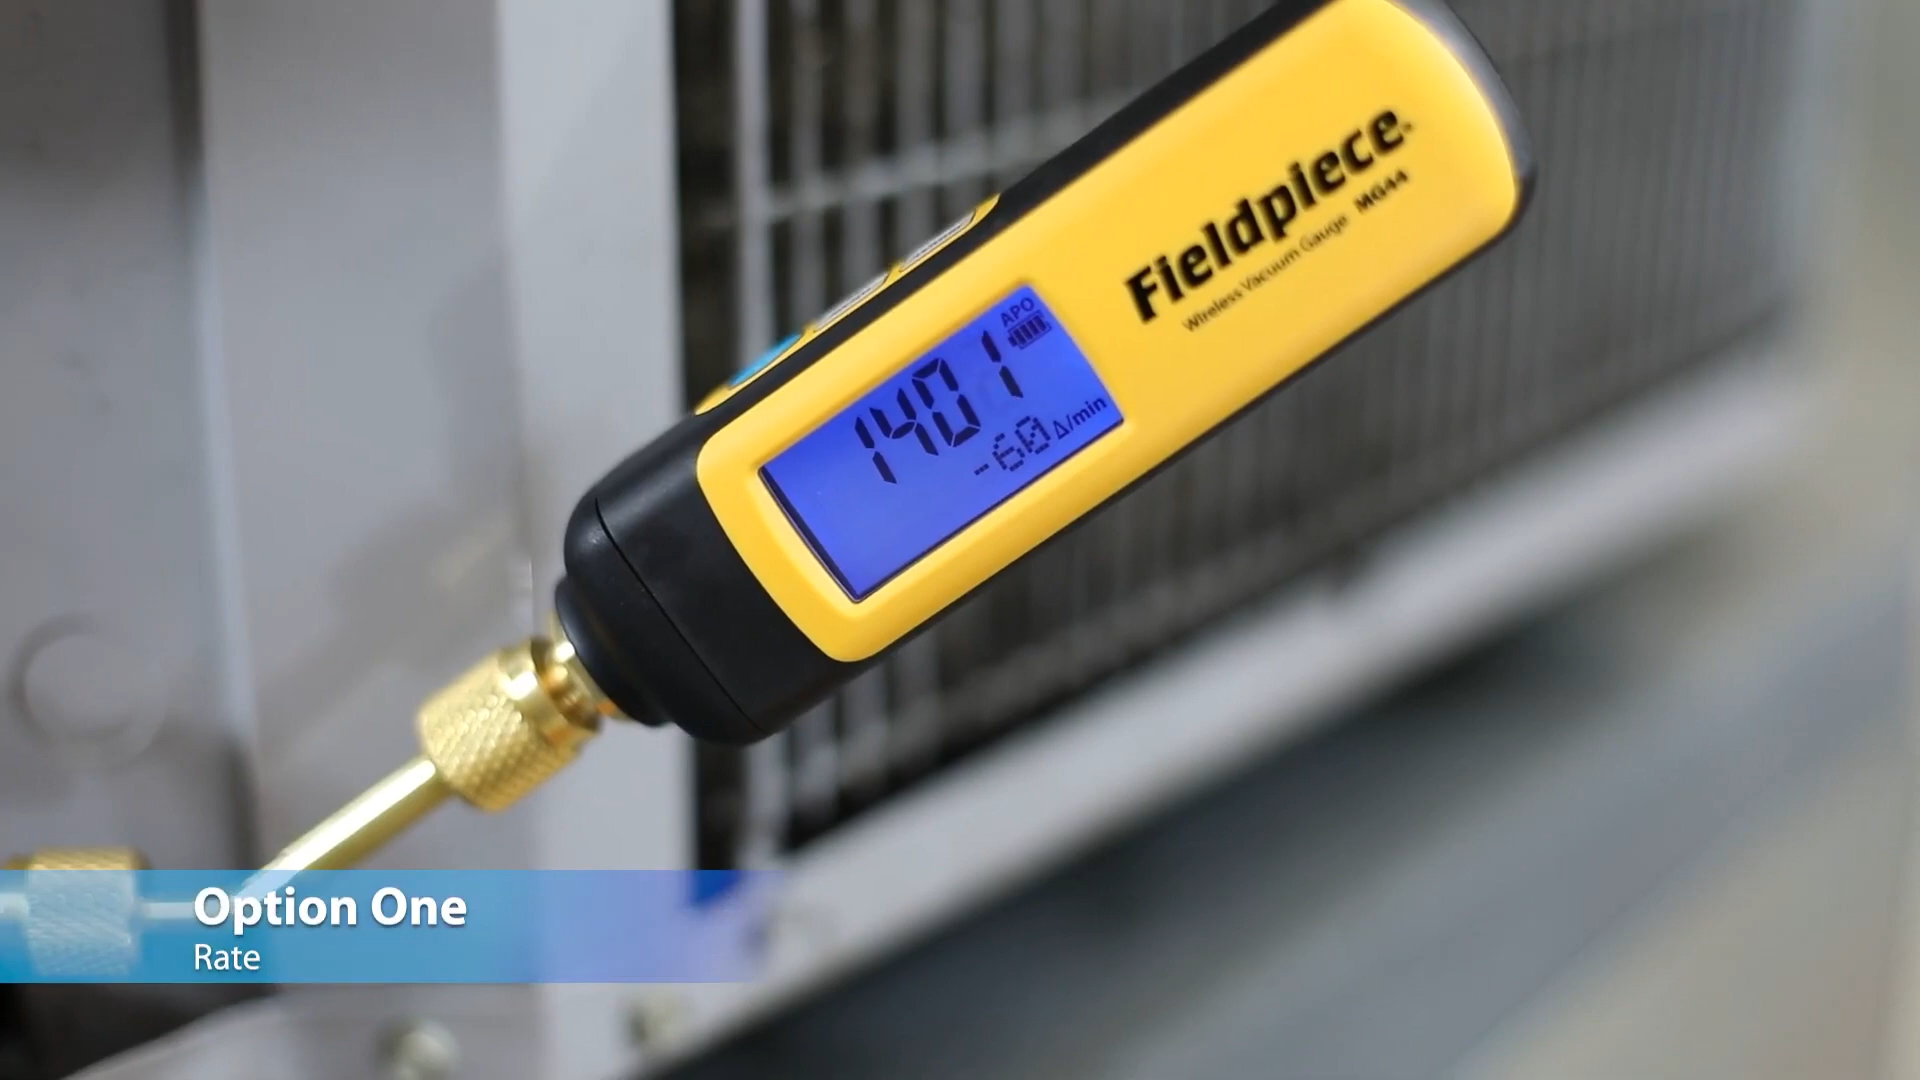 Fieldpiece
Wireless Vacuum Gauge MG44
APO
1401
-60 Δ/min
Option One
Rate